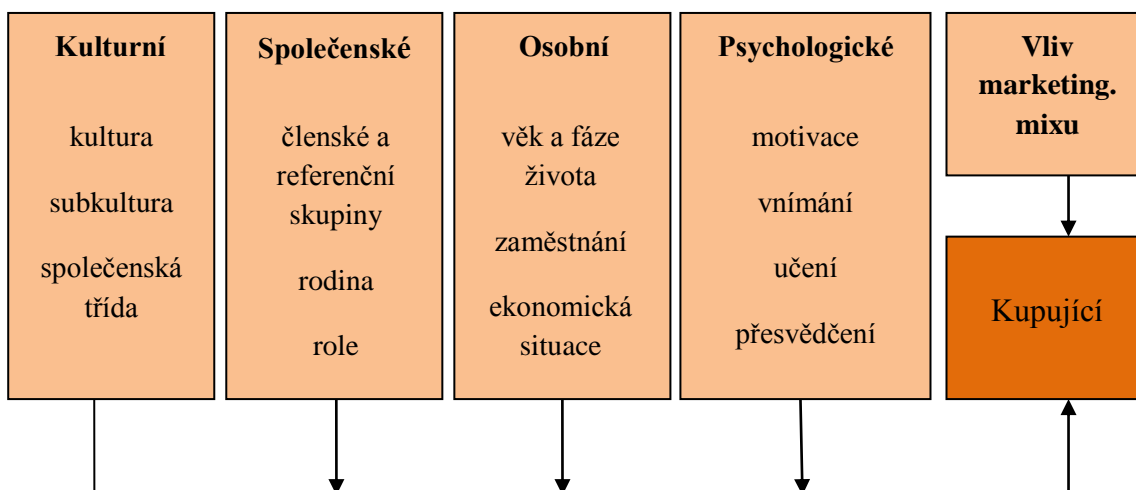 Kulturní
kultura
subkultura
společenská
třída
Společenské
členské a
referenční
skupiny
rodina
role
Osobní
věk a fáze
života
zaměstnání
ekonomická
situace
Psychologické
motivace
vnímání
učení
přesvědčení
Vliv
marketing.
mixu
Kupující